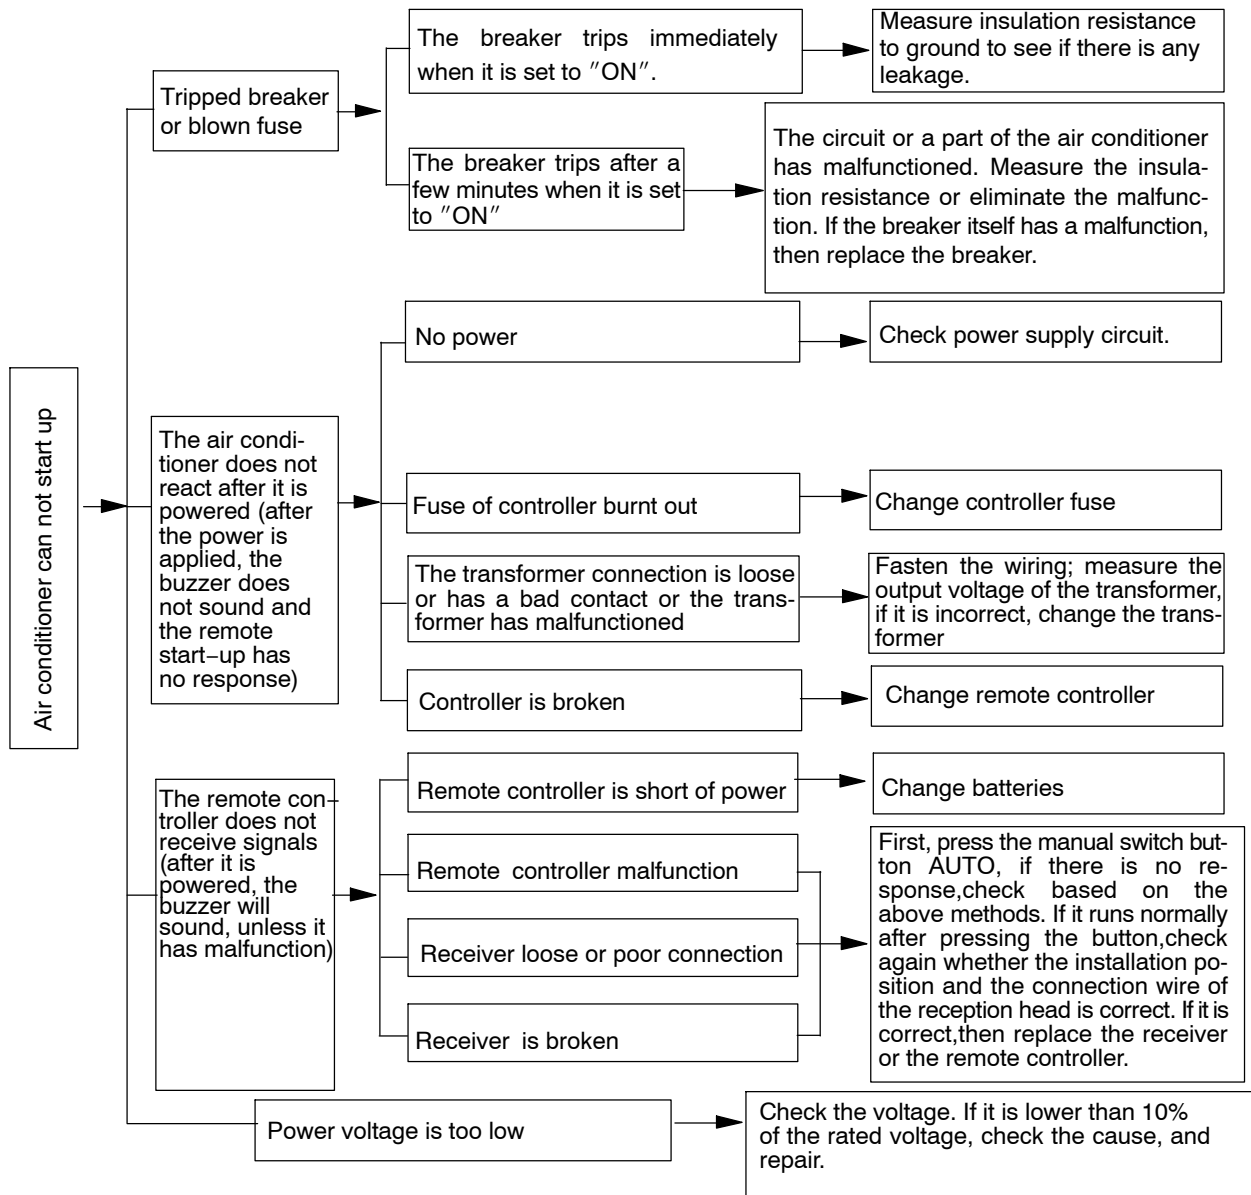 Air conditioner can not start up
Tripped breaker
or blown fuse
The breaker trips immediately
when it is set to "ON".
Measure insulation resistance
to ground to see if there is any
leakage.
The breaker trips after a
few minutes when it is set
to "ON"
The circuit or a part of the air conditioner
has malfunctioned. Measure the insula-
tion resistance or eliminate the malfunc-
tion. If the breaker itself has a malfunction,
then replace the breaker.
The air condi-
tioner does not
react after it is
powered (after
the power is
applied, the
buzzer does
not sound and
the remote
start-up has
no response)
No power
Check power supply circuit.
Fuse of controller burnt out
Change controller fuse
The transformer connection is loose
or has a bad contact or the trans-
former has malfunctioned
Fasten the wiring; measure the
output voltage of the transformer,
if it is incorrect, change the trans-
former
Controller is broken
Change remote controller
The remote con-
troller does not
receive signals
(after it is
powered, the
buzzer will
sound, unless it
has malfunction)
Remote controller is short of power
Change batteries
Remote controller malfunction
Receiver loose or poor connection
Receiver is broken
First, press the manual switch but-
ton AUTO, if there is no re-
sponse,check based on the
above methods. If it runs normally
after pressing the button,check
again whether the installation po-
sition and the connection wire of
the reception head is correct. If it is
correct,then replace the receiver
or the remote controller.
Power voltage is too low
Check the voltage. If it is lower than 10%
of the rated voltage, check the cause, and
repair.